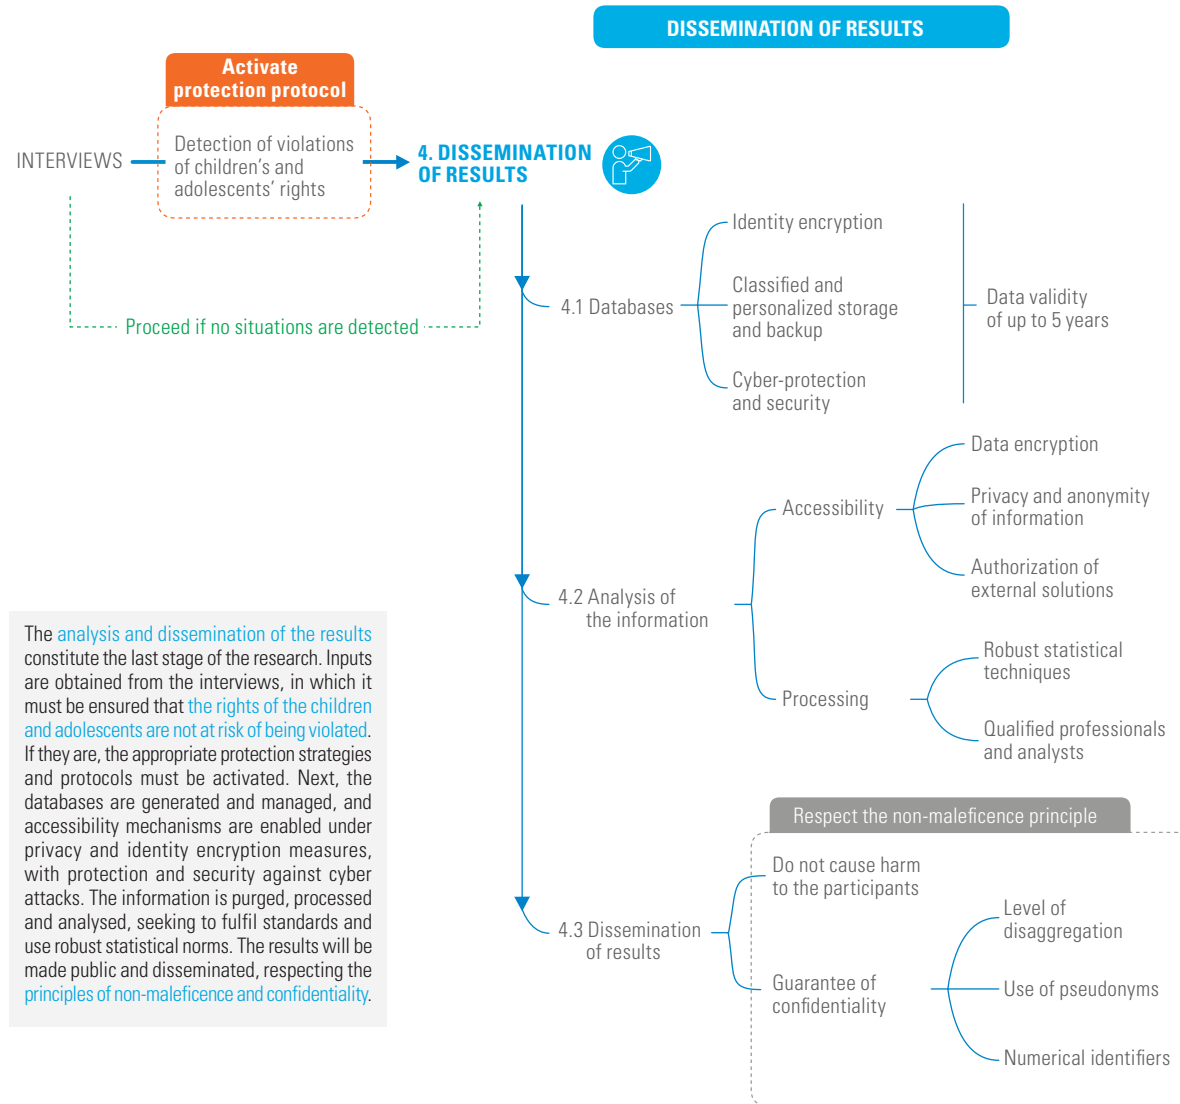 DISSEMINATION OF RESULTS
Activate
protection protocol
INTERVIEWS
Detection of violations
of children's and
adolescents' rights
4. DISSEMINATION
OF RESULTS
Proceed if no situations are detected
4.1 Databases
Identity encryption
Classified and
personalized storage
and backup
Cyber-protection
and security
Data validity
of up to 5 years
4.2 Analysis of
the information
Accessibility
Data encryption
Privacy and anonymity
of information
Authorization of
external solutions
Processing
Robust statistical
techniques
Qualified professionals
and analysts
The analysis and dissemination of the results
constitute the last stage of the research. Inputs
are obtained from the interviews, in which it
must be ensured that the rights of the children
and adolescents are not at risk of being violated.
If they are, the appropriate protection strategies
and protocols must be activated. Next, the
databases are generated and managed, and
accessibility mechanisms are enabled under
privacy and identity encryption measures,
with protection and security against cyber
attacks. The information is purged, processed
and analysed, seeking to fulfil standards and
use robust statistical norms. The results will be
made public and disseminated, respecting the
principles of non-maleficence and confidentiality.
Respect the non-maleficence principle
4.3 Dissemination
of results
Do not cause harm
to the participants
Guarantee of
confidentiality
Level of
disaggregation
Use of pseudonyms
Numerical identifiers